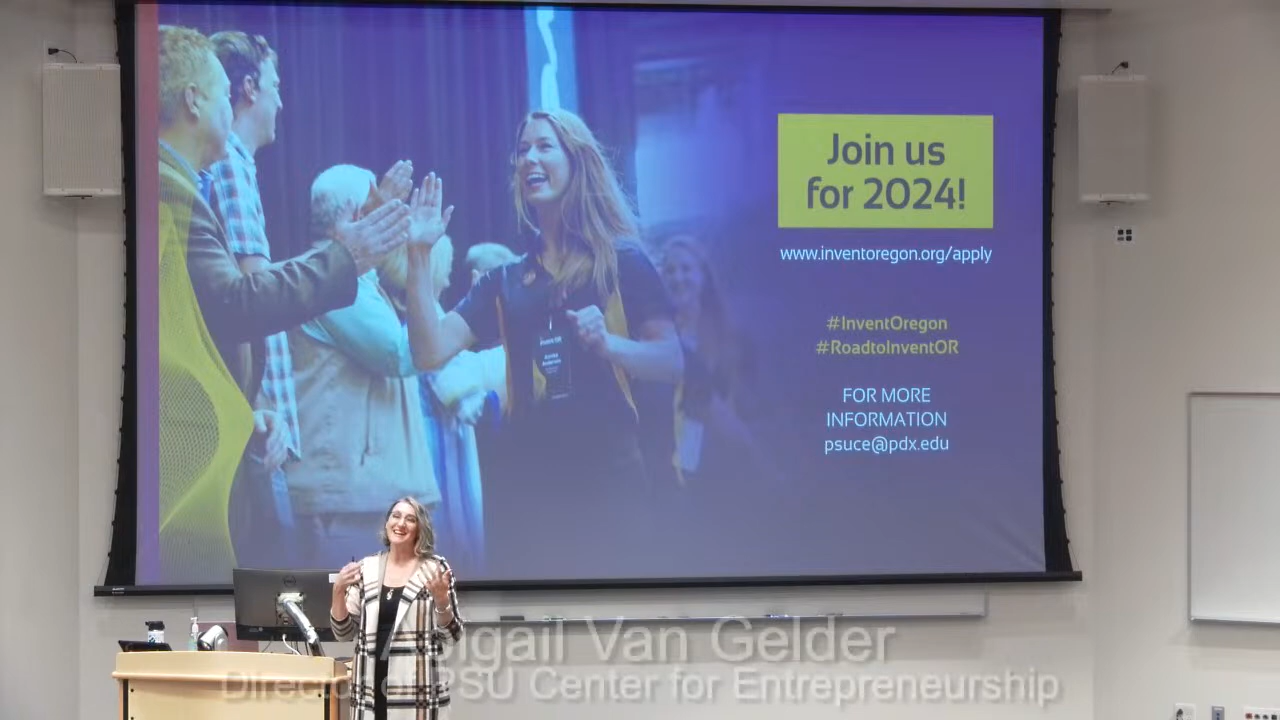 Join us
for 2024!
www.inventoregon.org/apply
#InventOregon
#RoadtoInventOR
FOR MORE
INFORMATION
psuce@pdx.edu
Abigail Van Gelder
Director of PSU Center for Entrepreneurship